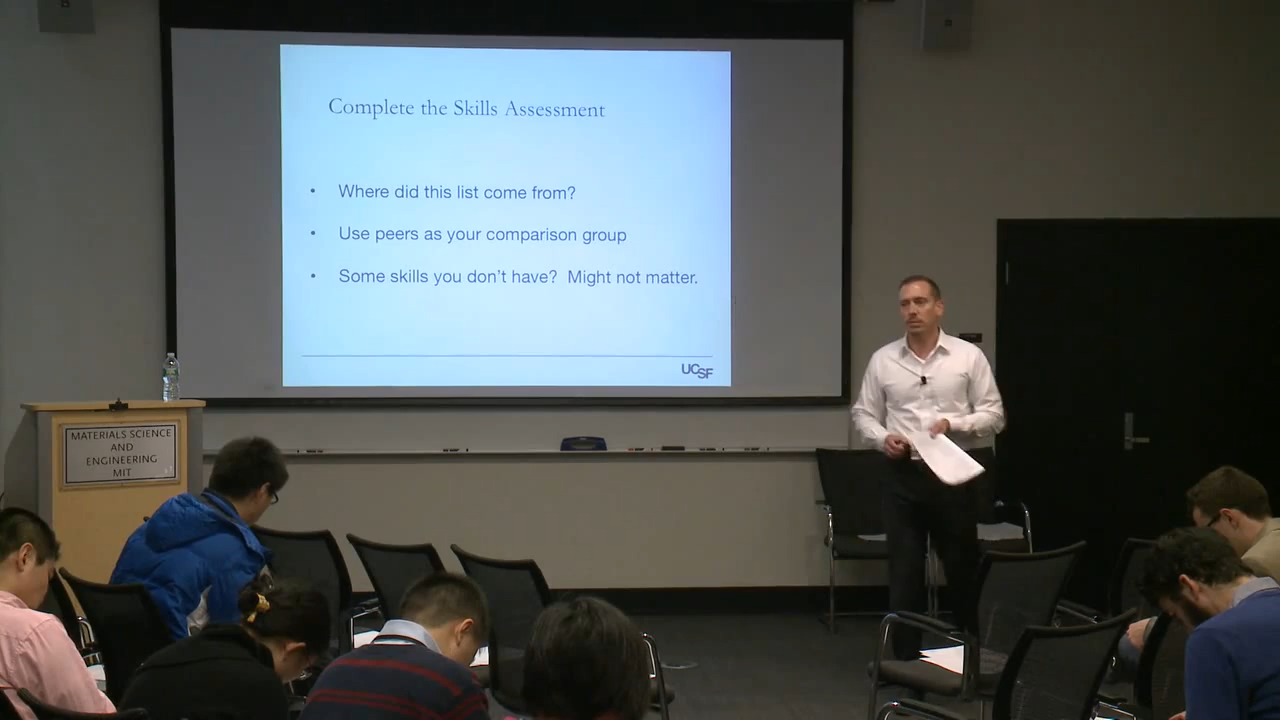 Complete the Skills Assessment
• Where did this list come from?
• Use peers as your comparison group
• Some skills you don't have? Might not matter.
UCSF
MATERIALS SCIENCE
AND
ENGINEERING
MIT